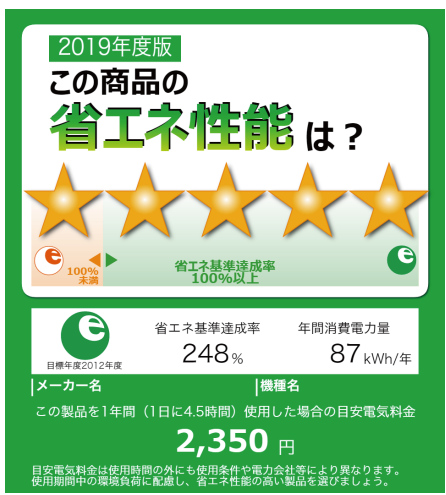 2019年度版
この商品の
省エネ性能は？
e
100%
未満
省エネ基準達成率
100%以上
e
e
目標年度2012年度
省エネ基準達成率
248%
年間消費電力量
87kWh/年
メーカー名
機種名
この製品を1年間（1日に4.5時間）使用した場合の目安電気料金
2,350円
目安電気料金は使用時間の外にも使用条件や電力会社等により異なります。
使用期間中の環境負荷に配慮し、省エネ性能の高い製品を選びましょう。